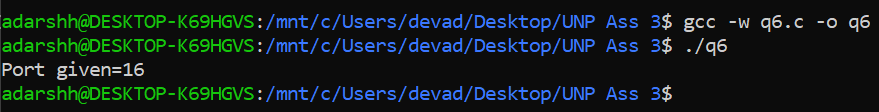 adarshh@DESKTOP-K69HGVS:/mnt/c/Users/devad/Desktop/UNP Ass 3$ gcc -w q6.c -o q6
adarshh@DESKTOP-K69HGVS:/mnt/c/Users/devad/Desktop/UNP Ass 3$ ./q6
Port given=16
adarshh@DESKTOP-K69HGVS:/mnt/c/Users/devad/Desktop/UNP Ass 3$